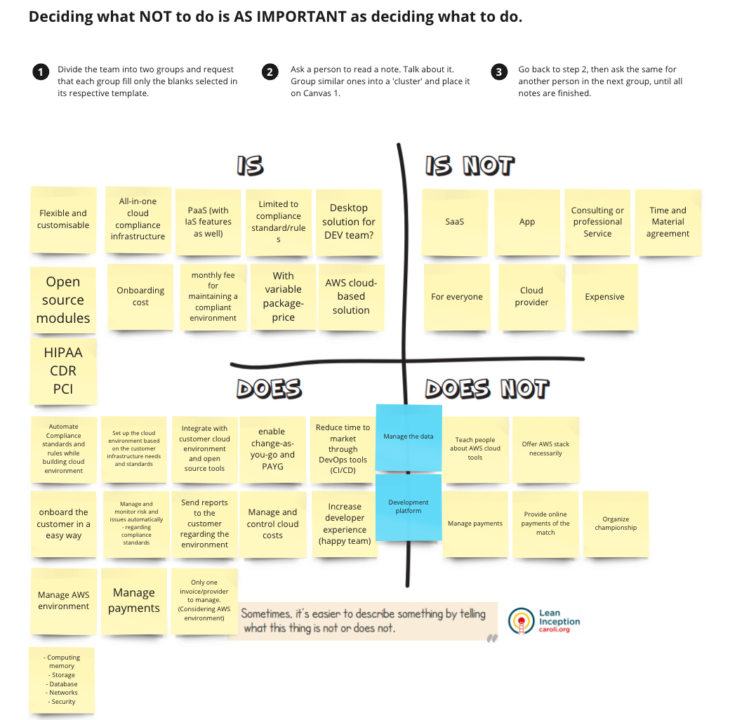 Deciding what NOT to do is AS IMPORTANT as deciding what to do.
1
Divide the team into two groups and request
that each group fill only the blanks selected in
its respective template.
2
Ask a person to read a note. Talk about it.
Group similar ones into a 'cluster' and place it
on Canvas 1.
3
Go back to step 2, then ask the same for
another person in the next group, until all
notes are finished.
IS
Flexible and
customisable
All-in-one
cloud
compliance
infrastructure
PaaS (with
IaS features
as well)
Limited to
compliance
standard/rule
s
Desktop
solution for
DEV team?
Open
source
modules
Onboarding
cost
monthly fee
for
maintaining a
compliant
environment
With
variable
package-
price
AWS cloud-
based
solution
HIPAA
CDR
PCI
IS NOT
SaaS
App
Consulting or
professional
Service
Time and
Material
agreement
For everyone
Cloud
provider
Expensive
DOES
Automate
Compliance
standards and
rules while
building cloud
environment
Set up the cloud
environment based
on the customer
infrastructure needs
and standards
Integrate with
customer cloud
environment
and open
source tools
enable
change-as-
you-go and
PAYG
Reduce time to
market
through
DevOps tools
(CI/CD)
onboard the
customer in a
easy way
Manage and
monitor risk and
issues automatically
- regarding
compliance
standards
Send reports
to the
customer
regarding the
environment
Manage and
control cloud
costs
Increase
developer
experience
(happy team)
Manage AWS
environment
Manage
payments
Only one
invoice/provider
to manage.
(Considering AWS
environment)
- Computing
memory
- Storage
- Database
- Networks
- Security
Manage the data
Development
platform
DOES NOT
Teach people
about AWS cloud
tools
Offer AWS stack
necessarily
Manage payments
Provide online
payments of the
match
Organize
championship
Sometimes, it's easier to describe something by telling
what this thing is not or does not.
Lean
Inception
caroli.org